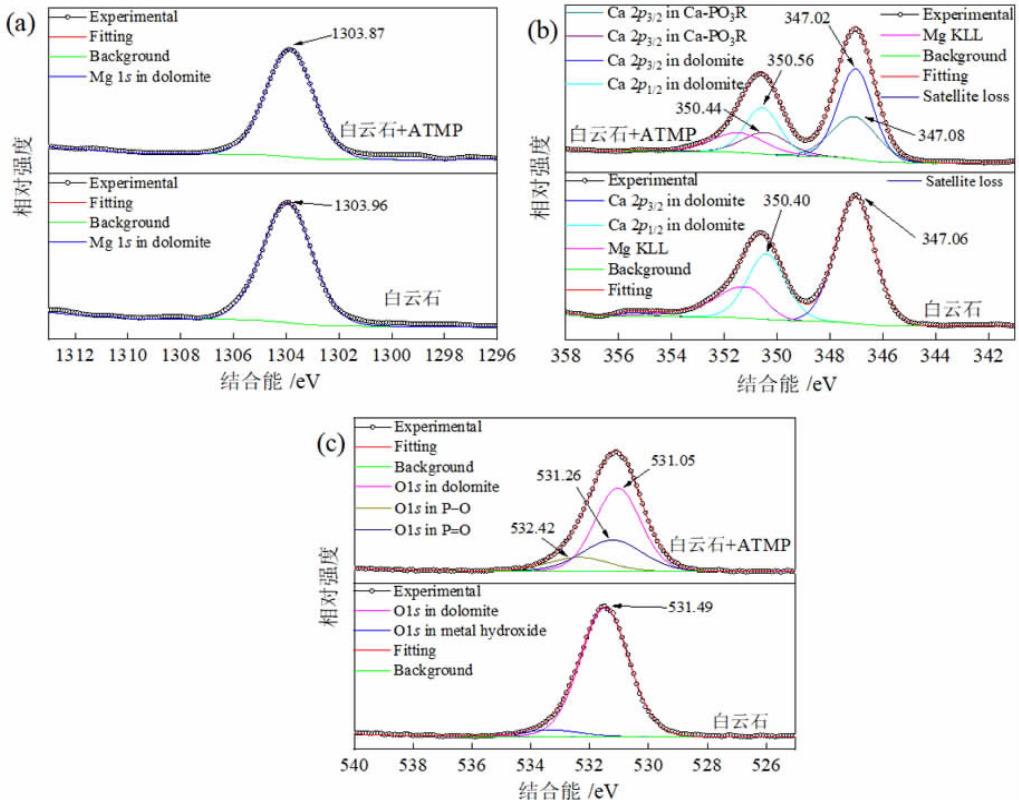 (a)
Experimental
Fitting
Background
Mg 1s in dolomite
1303.87
白云石+ATMP
Experimental
Fitting
Background
Mg 1s in dolomite
1303.96
白云石
相对强度
1312 1310 1308 1306 1304 1302 1300 1298 1296
结合能 /eV
(b)
Ca 2p3/2 in Ca-PO3R
Ca 2p3/2 in Ca-PO3R
Ca 2p3/2 in dolomite
Ca 2p1/2 in dolomite
347.02
350.56
350.44
347.08
Experimental
Mg KLL
Background
Fitting
Satellite loss
白云石+ATMP
Experimental
Ca 2p3/2 in dolomite
Ca 2p1/2 in dolomite
Mg KLL
Background
Fitting
Satellite loss
350.40
347.06
白云石
相对强度
358 356 354 352 350 348 346 344 342
结合能 /eV
(c)
Experimental
Fitting
Background
O1s in dolomite
O1s in P–O
O1s in P=O
531.05
531.26
532.42
白云石+ATMP
Experimental
O1s in dolomite
O1s in metal hydroxide
Fitting
Background
531.49
白云石
相对强度
540 538 536 534 532 530 528 526
结合能 /eV